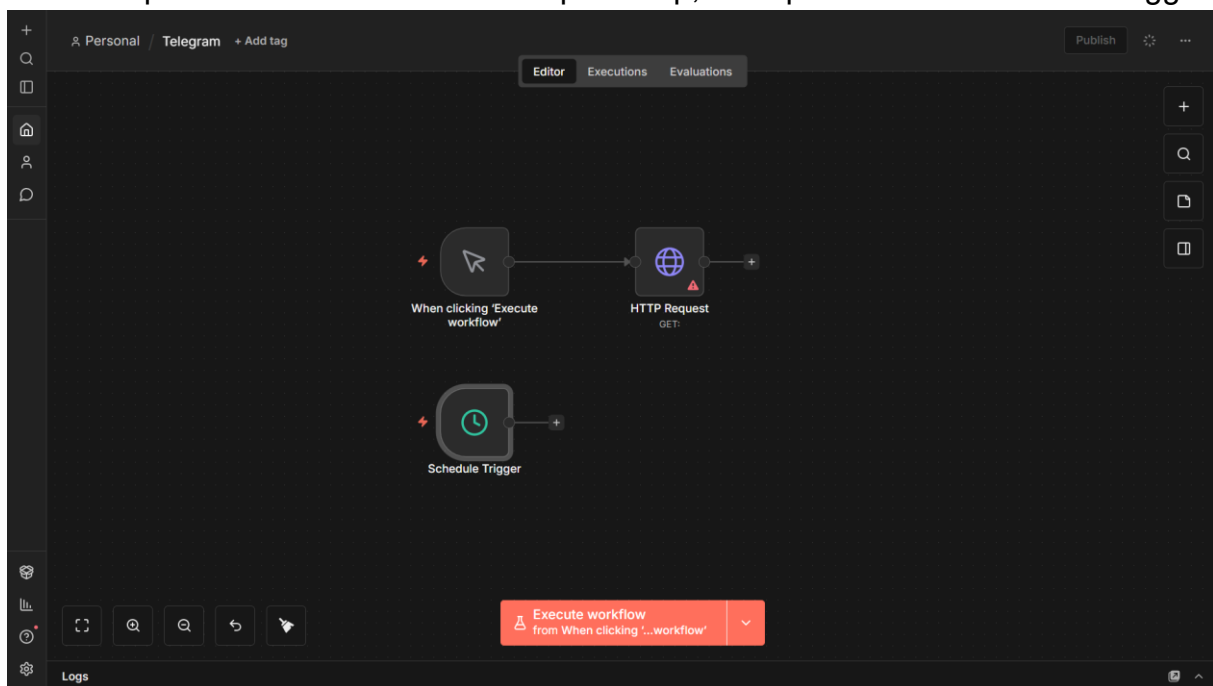 Personal / Telegram + Add tag
Publish
Editor Executions Evaluations
When clicking ‘Execute
workflow’
HTTP Request
GET:
Schedule Trigger
Execute workflow
from When clicking ‘...workflow’
Logs